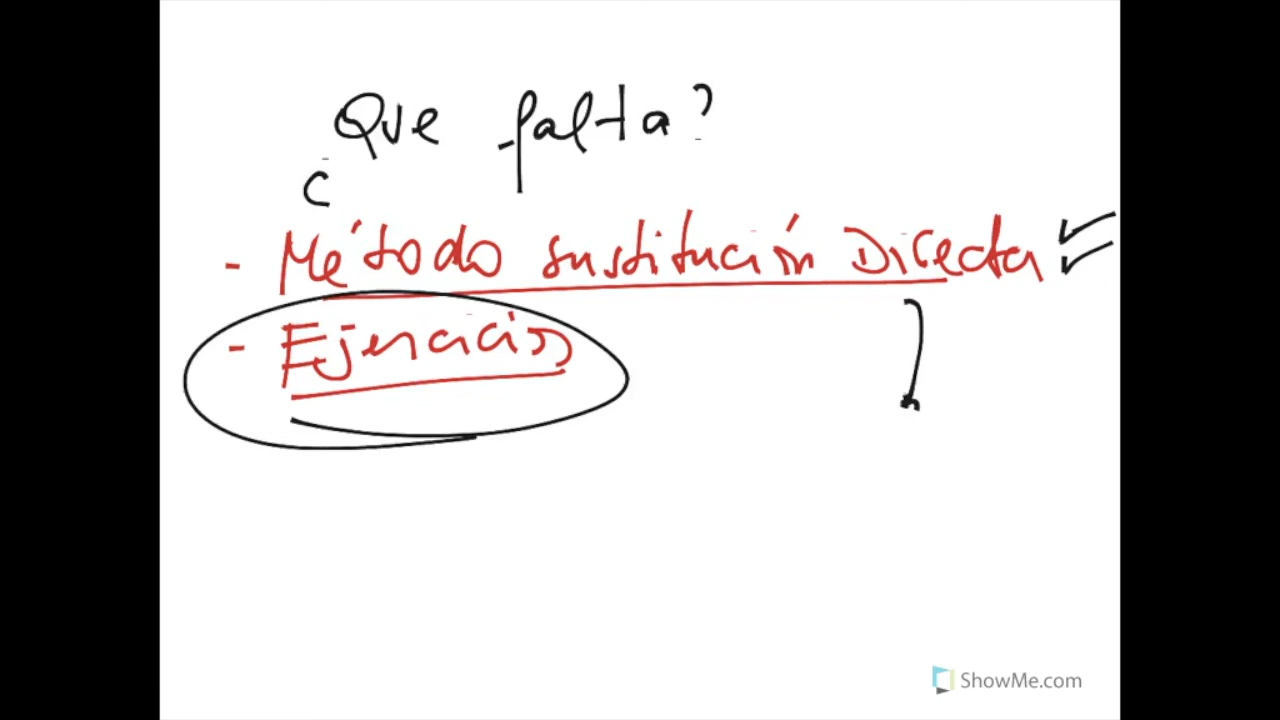 ¿Que falta?
- Método sustitución Directa
- Ejercicios
ShowMe.com